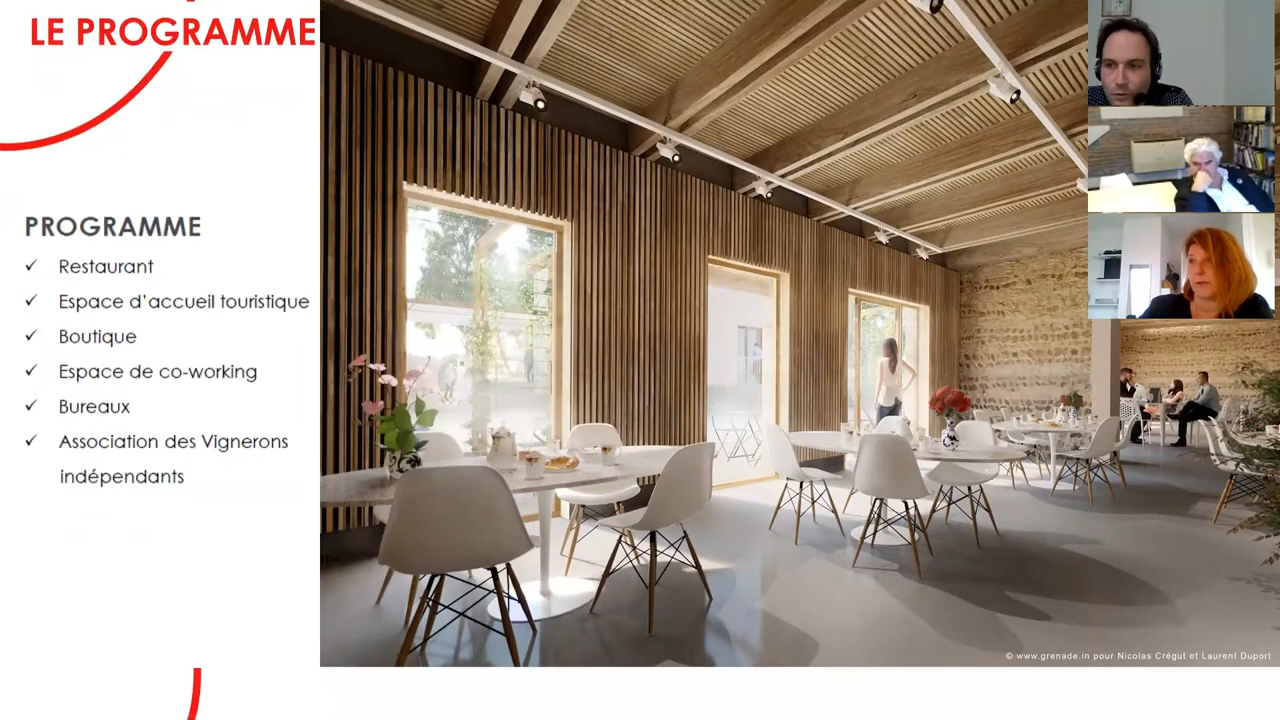 LE PROGRAMME
PROGRAMME
✓ Restaurant
✓ Espace d'accueil touristique
✓ Boutique
✓ Espace de co-working
✓ Bureaux
✓ Association des Vignerons
indépendants
© www.grenade.in pour Nicolas Crégut et Laurent Duport